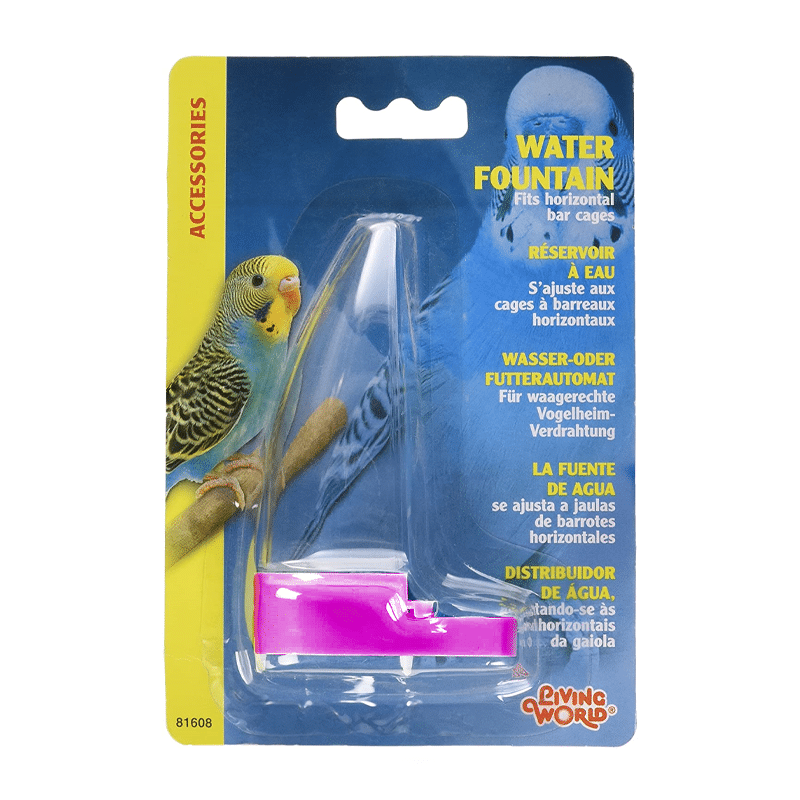 ACCESSORIES
WATER
FOUNTAIN
Fits horizontal
bar cages
RÉSERVOIR
À EAU
S'ajuste aux
cages à barreaux
horizontaux
WASSER-ODER
FUTTERAUTOMAT
Für waagerechte
Vogelheim-
Verdrahtung
LA FUENTE
DE AGUA
se ajusta a jaulas
de barrotes
horizontales
DISTRIBUIDOR
DE ÁGUA,
às
horizontais
da gaiola
LIVING
WORLD®
81608